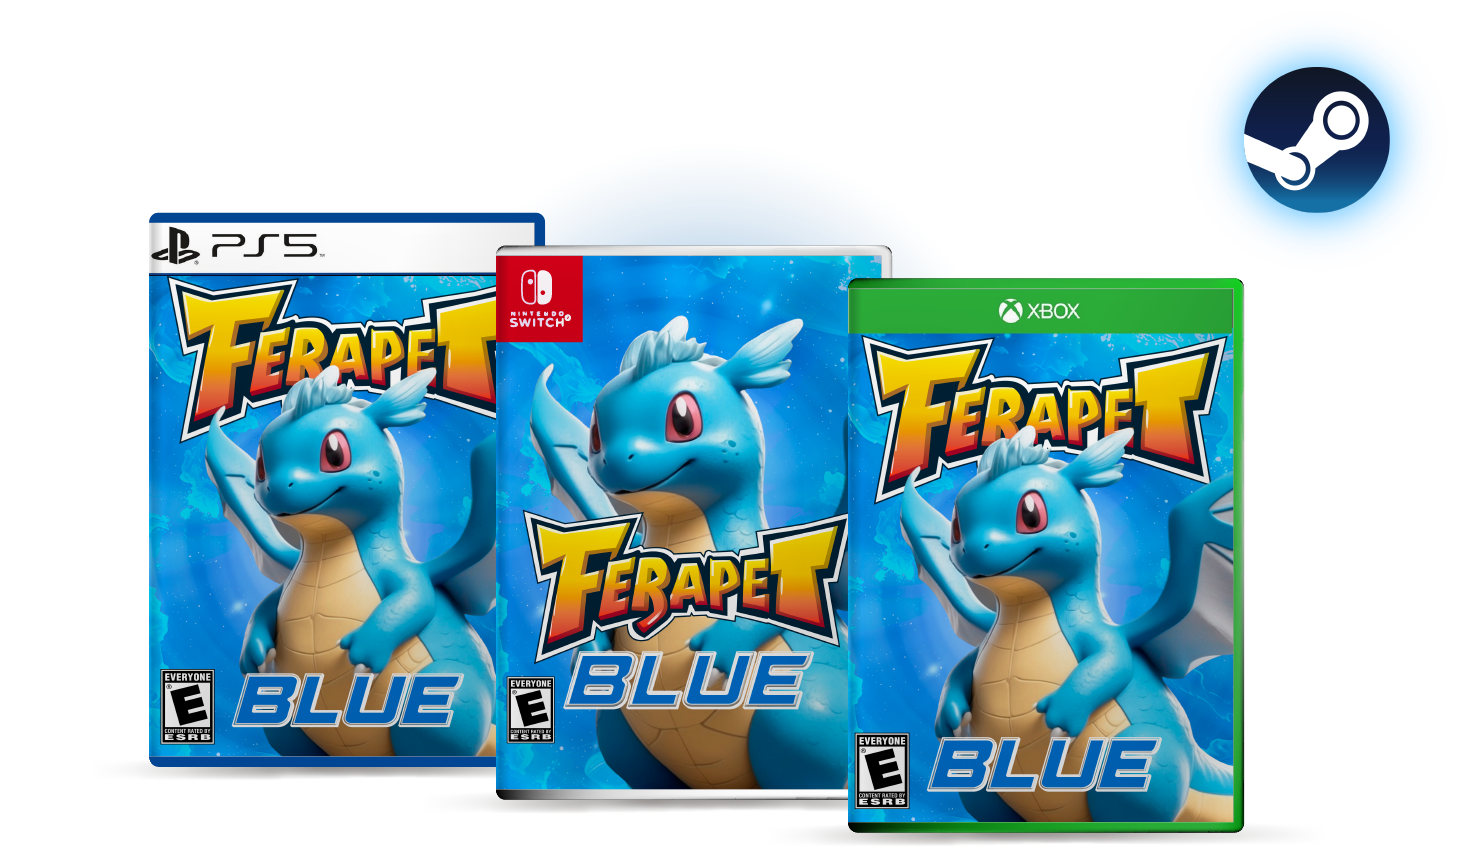 PS5
FERAPET
BLUE
EVERYONE
E
CONTENT RATED BY
ESRB
NINTENDO
SWITCH 2
FERAPET
BLUE
EVERYONE
E
CONTENT RATED BY
ESRB
XBOX
FERAPET
BLUE
EVERYONE
E
CONTENT RATED BY
ESRB